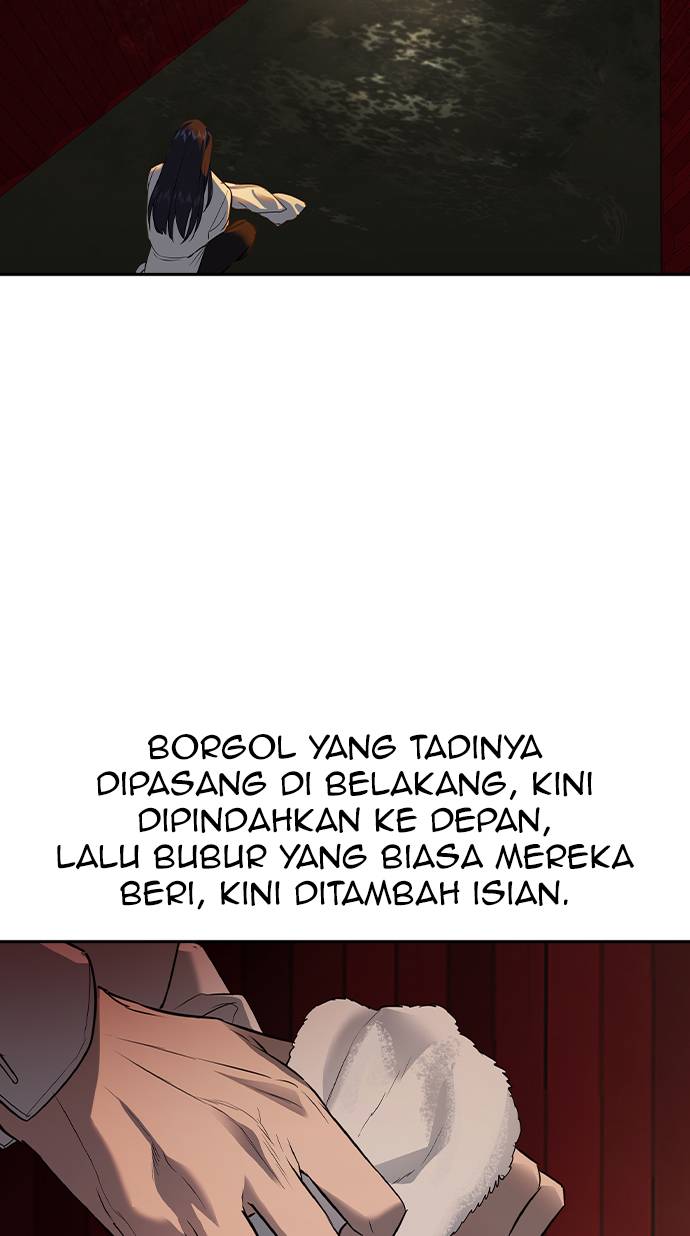 BORGOL YANG TADINYA
DIPASANG DI BELAKANG, KINI
DIPINDAHKAN KE DEPAN,
LALU BUBUR YANG BIASA MEREKA
BERI, KINI DITAMBAH ISIAN.